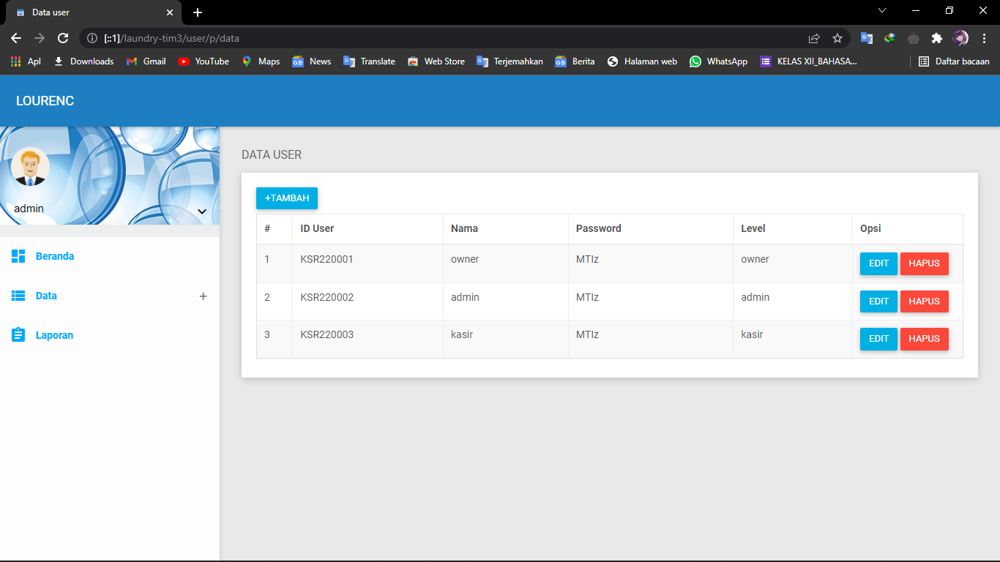 Data user
[::1]/laundry-tim3/user/p/data
Apl Downloads Gmail YouTube Maps News Translate Web Store Terjemahkan Berita Halaman web WhatsApp KELAS XII_BAHASA... Daftar bacaan
LOURENC
admin
Beranda
Data +
Laporan
DATA USER
+TAMBAH
# ID User Nama Password Level Opsi
1 KSR220001 owner MTIz owner EDIT HAPUS
2 KSR220002 admin MTIz admin EDIT HAPUS
3 KSR220003 kasir MTIz kasir EDIT HAPUS